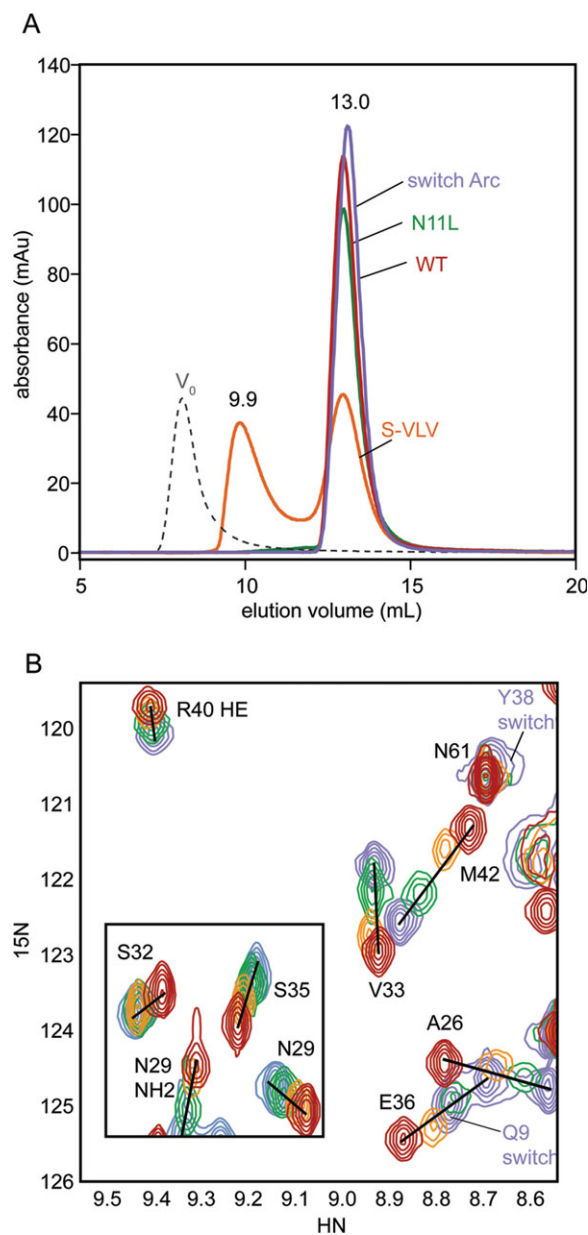 A
140
120
100
80
60
40
20
0
absorbance (mAu)
13.0
switch Arc
N11L
WT
V0
9.9
S-VLV
5
10
15
20
elution volume (mL)
B
120
121
122
123
124
125
126
15N
R40 HE
Y38
switch
N61
M42
V33
A26
E36
Q9
switch
S32
S35
N29
NH2
N29
9.5
9.4
9.3
9.2
9.1
9.0
8.9
8.8
8.7
8.6
HN